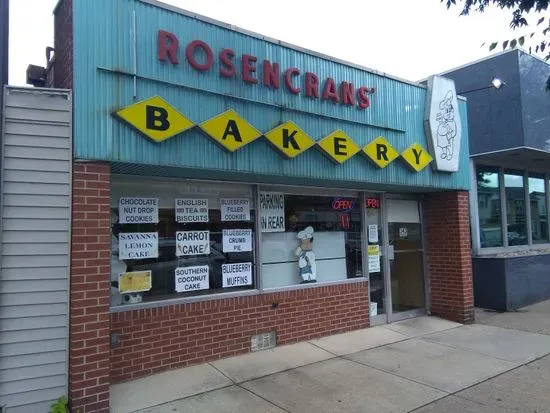 ROSENCRANS'
BAKERY
CHOCOLATE
NUT DROP
COOKIES
ENGLISH
TEA
BISCUITS
BLUEBERRY
FILLED
COOKIES
PARKING
IN REAR
OPEN
OPEN
SAVANNA
LEMON
CAKE
CARROT
CAKE
BLUEBERRY
CRUMB
PIE
SOUTHERN
COCONUT
CAKE
BLUEBERRY
MUFFINS